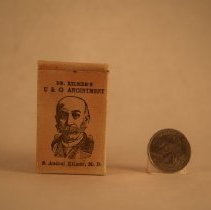 DR. KILMER'S
U & O ANOINTMENT
S. Andral Kilmer, M. D.